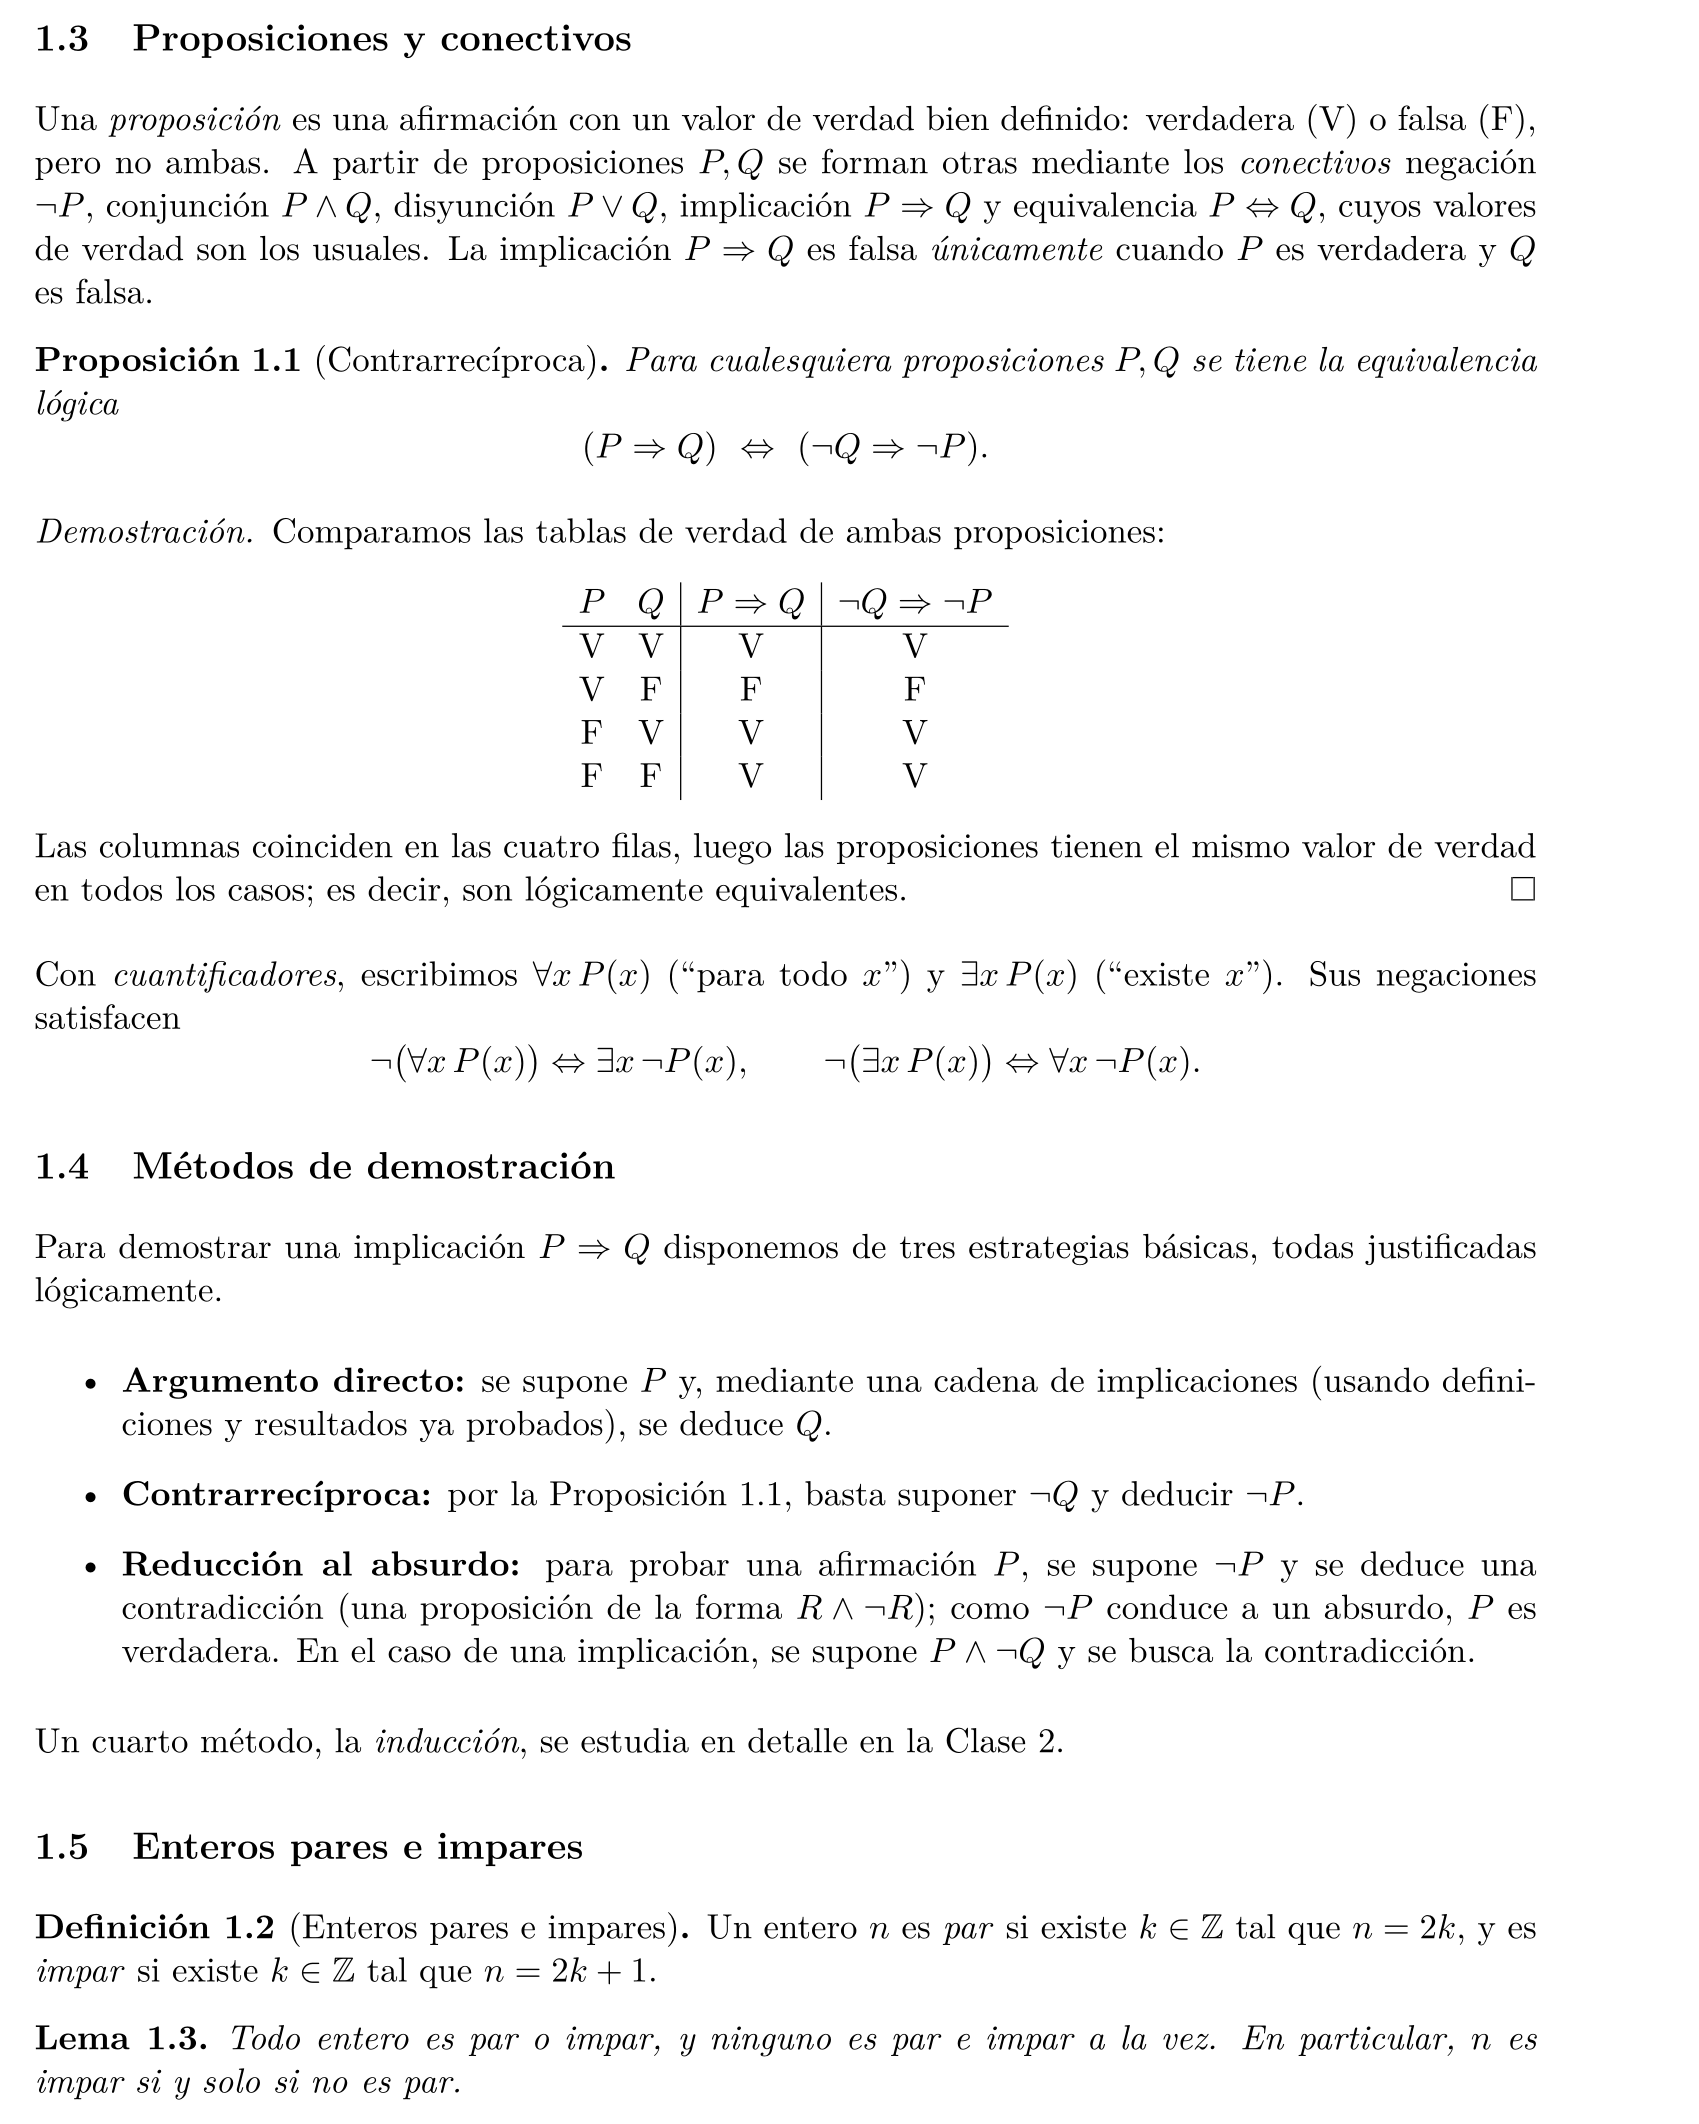 1.3 Proposiciones y conectivos
Una proposición es una afirmación con un valor de verdad bien definido: verdadera (V) o falsa (F),
pero no ambas. A partir de proposiciones P, Q se forman otras mediante los conectivos negación
¬P, conjunción P ∧ Q, disyunción P ∨ Q, implicación P ⇒ Q y equivalencia P ⇔ Q, cuyos valores
de verdad son los usuales. La implicación P ⇒ Q es falsa únicamente cuando P es verdadera y Q
es falsa.
Proposición 1.1 (Contrarrecíproca). Para cualesquiera proposiciones P, Q se tiene la equivalencia
lógica
(P ⇒ Q) ⇔ (¬Q ⇒ ¬P).
Demostración. Comparamos las tablas de verdad de ambas proposiciones:
P Q P ⇒ Q ¬Q ⇒ ¬P
V V V V
V F F F
F V V V
F F V V
Las columnas coinciden en las cuatro filas, luego las proposiciones tienen el mismo valor de verdad
en todos los casos; es decir, son lógicamente equivalentes. □
Con cuantificadores, escribimos ∀x P(x) (“para todo x”) y ∃x P(x) (“existe x”). Sus negaciones
satisfacen
¬(∀x P(x)) ⇔ ∃x ¬P(x), ¬(∃x P(x)) ⇔ ∀x ¬P(x).
1.4 Métodos de demostración
Para demostrar una implicación P ⇒ Q disponemos de tres estrategias básicas, todas justificadas
lógicamente.
• Argumento directo: se supone P y, mediante una cadena de implicaciones (usando defini-
ciones y resultados ya probados), se deduce Q.
• Contrarrecíproca: por la Proposición 1.1, basta suponer ¬Q y deducir ¬P.
• Reducción al absurdo: para probar una afirmación P, se supone ¬P y se deduce una
contradicción (una proposición de la forma R ∧ ¬R); como ¬P conduce a un absurdo, P es
verdadera. En el caso de una implicación, se supone P ∧ ¬Q y se busca la contradicción.
Un cuarto método, la inducción, se estudia en detalle en la Clase 2.
1.5 Enteros pares e impares
Definición 1.2 (Enteros pares e impares). Un entero n es par si existe k ∈ ℤ tal que n = 2k, y es
impar si existe k ∈ ℤ tal que n = 2k + 1.
Lema 1.3. Todo entero es par o impar, y ninguno es par e impar a la vez. En particular, n es
impar si y solo si no es par.